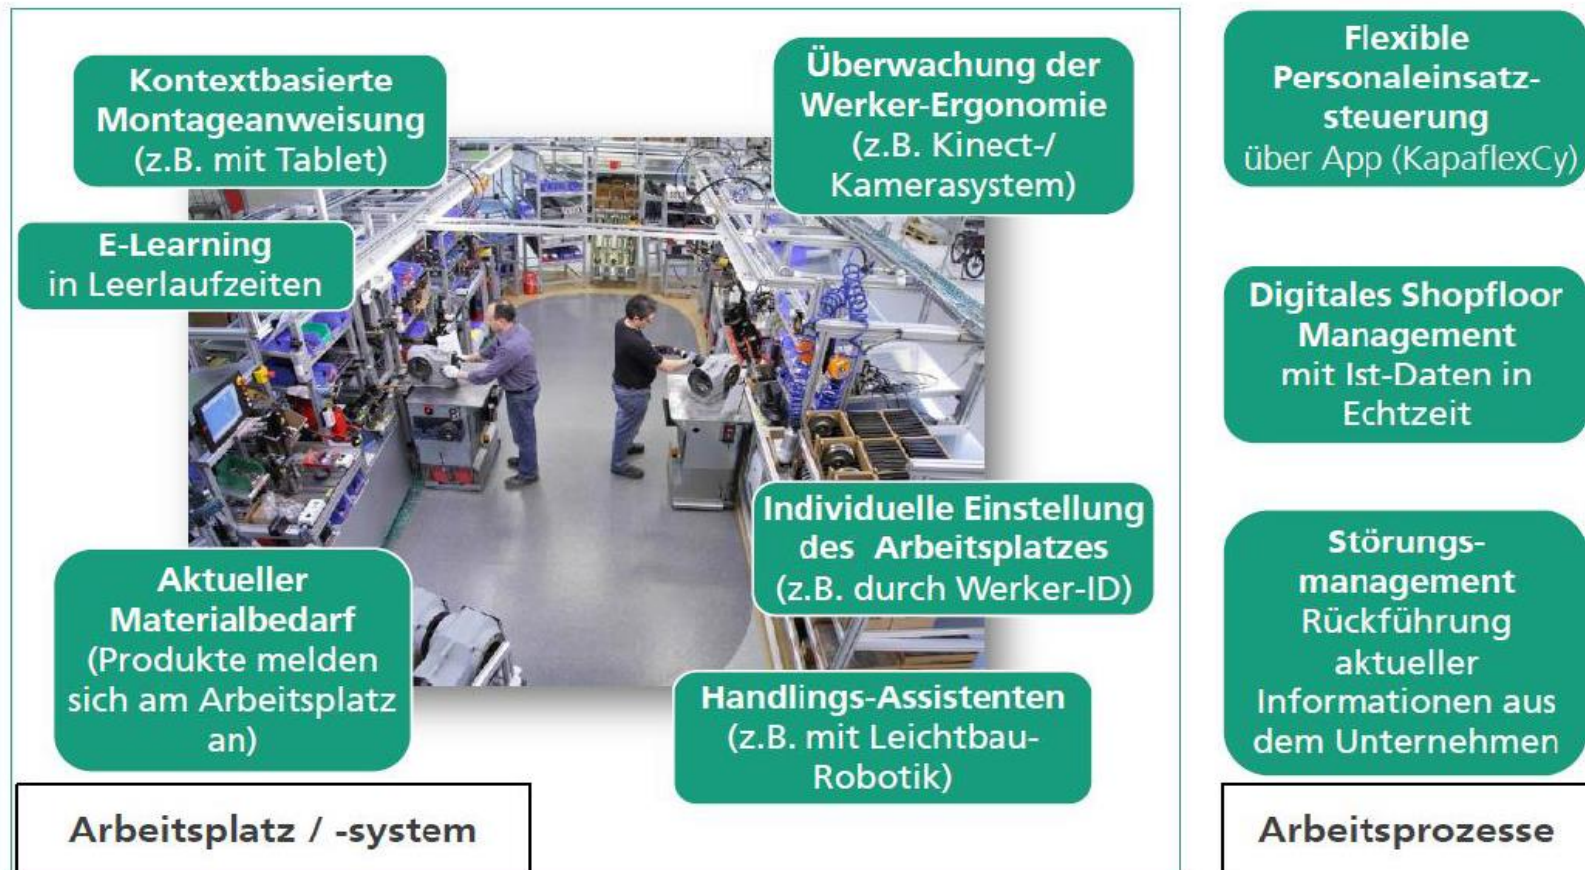 Kontextbasierte
Montageanweisung
(z.B. mit Tablet)
Überwachung der
Werker-Ergonomie
(z.B. Kinect-/
Kamerasystem)
E-Learning
in Leerlaufzeiten
Individuelle Einstellung
des Arbeitsplatzes
(z.B. durch Werker-ID)
Aktueller
Materialbedarf
(Produkte melden
sich am Arbeitsplatz
an)
Handlings-Assistenten
(z.B. mit Leichtbau-
Robotik)
Arbeitsplatz / -system
Flexible
Personaleinsatz-
steuerung
über App (KapaflexCy)
Digitales Shopfloor
Management
mit Ist-Daten in
Echtzeit
Störungs-
management
Rückführung
aktueller
Informationen aus
dem Unternehmen
Arbeitsprozesse